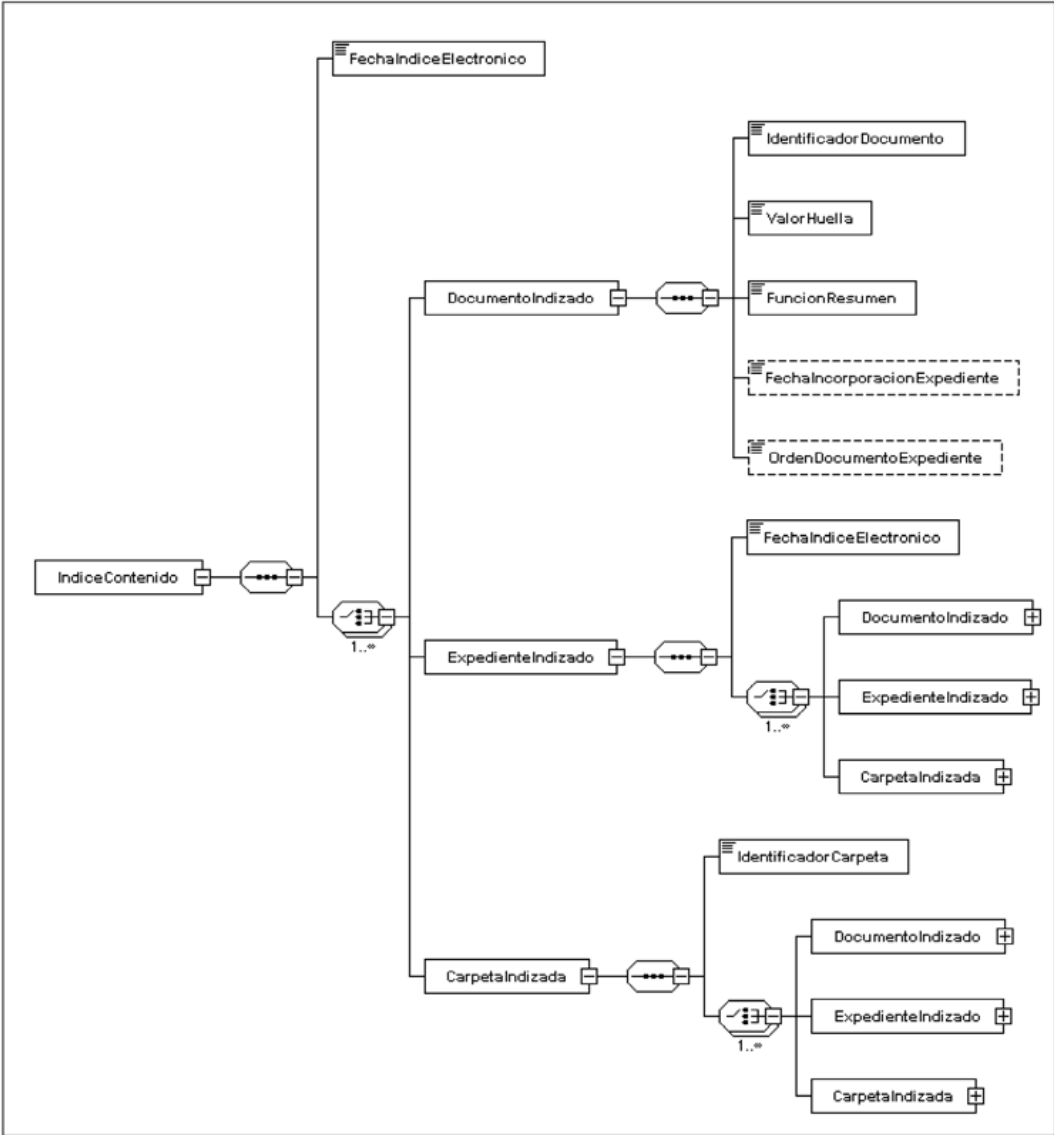 FechaIndiceElectronico
IdentificadorDocumento
ValorHuella
DocumentoIndizado
FuncionResumen
FechaIncorporacionExpediente
OrdenDocumentoExpediente
FechaIndiceElectronico
IndiceContenido
DocumentoIndizado
1..∞
ExpedienteIndizado
ExpedienteIndizado
1..∞
CarpetaIndizada
IdentificadorCarpeta
DocumentoIndizado
CarpetaIndizada
ExpedienteIndizado
1..∞
CarpetaIndizada